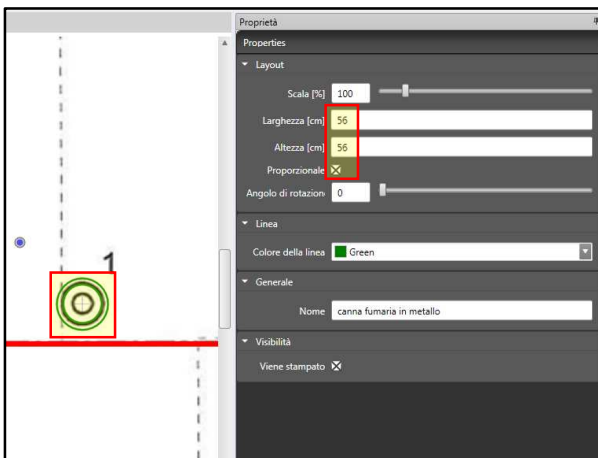 Proprietà
Properties
Layout
Scala [%] 100
Larghezza [cm] 56
Altezza [cm] 56
Proporzionale
Angolo di rotazion 0
Linea
Colore della linea Green
1
Generale
Nome canna fumaria in metallo
Visibilità
Viene stampato